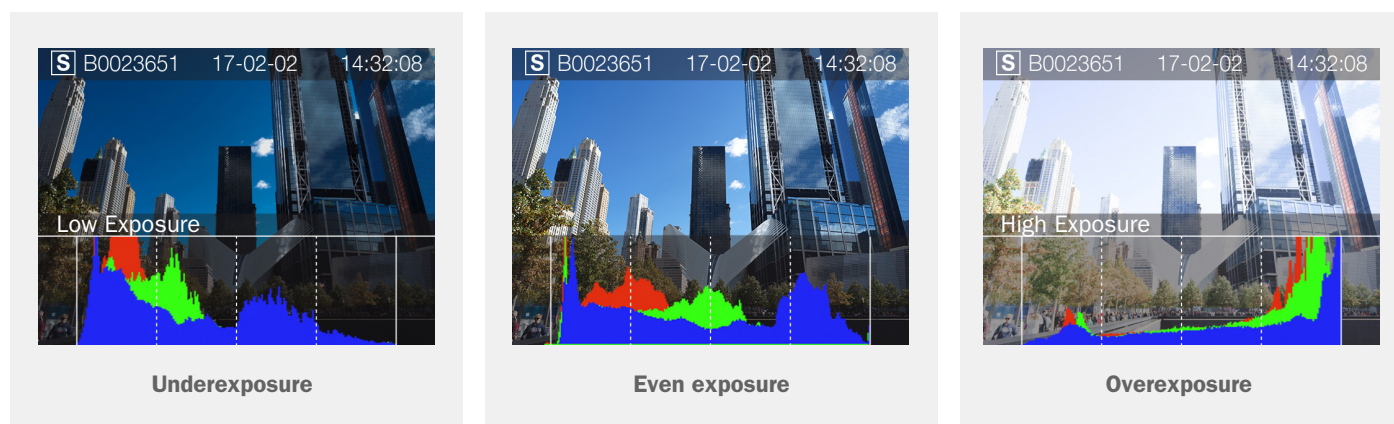 S B0023651 17-02-02 14:32:08
Low Exposure
Underexposure
S B0023651 17-02-02 14:32:08
Even exposure
S B0023651 17-02-02 14:32:08
High Exposure
Overexposure